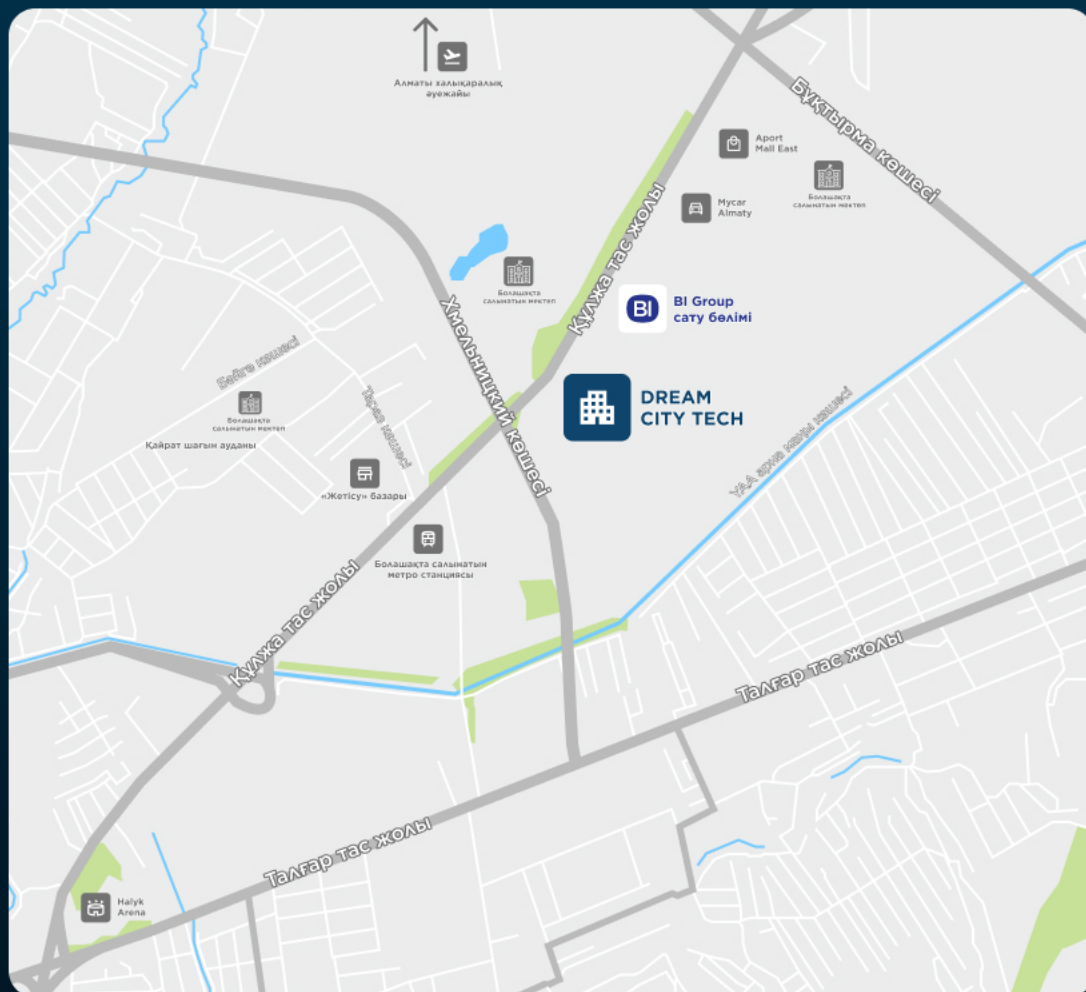 Алматы халықаралық
әуежайы
Бұқтырма көшесі
Aport
Mall East
Болашақта
салынатын мектеп
Mycar
Almaty
Құлжа тас жолы
Болашақта
салынатын мектеп
BI
BI Group
сату бөлімі
Хмельницкий көшесі
Бәйге көшесі
DREAM
CITY TECH
Болашақта
салынатын мектеп
Қайрат шағын ауданы
«Жетісу» базары
Болашақта салынатын
метро станциясы
Құлжа тас жолы
Талғар тас жолы
Талғар тас жолы
Halyk
Arena